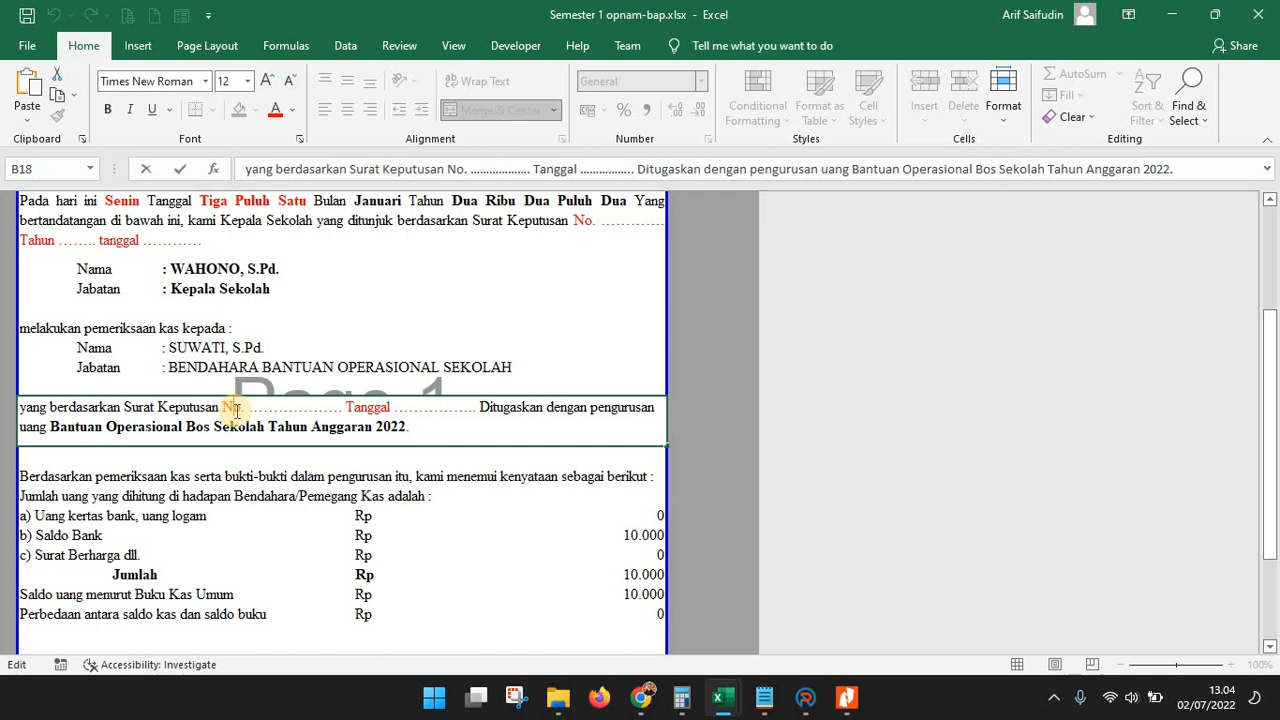 Semester 1 opnam-bap.xlsx - Excel
Arif Saifudin
File Home Insert Page Layout Formulas Data Review View Developer Help Team Tell me what you want to do Share
Paste
Times New Roman 12
Wrap Text
Merge & Center
General
Conditional Formatting
Format as Table
Cell Styles
Insert
Delete
Format
AutoSum
Fill
Clear
Sort & Filter
Find & Select
Clipboard Font Alignment Number Styles Cells Editing
B18 fx yang berdasarkan Surat Keputusan No. ………………. Tanggal …………….. Ditugaskan dengan pengurusan uang Bantuan Operasional Bos Sekolah Tahun Anggaran 2022.
Pada hari ini Senin Tanggal Tiga Puluh Satu Bulan Januari Tahun Dua Ribu Dua Puluh Dua Yang
bertandatangan di bawah ini, kami Kepala Sekolah yang ditunjuk berdasarkan Surat Keputusan No. ………….
Tahun …….. tanggal …………
Nama : WAHONO, S.Pd.
Jabatan : Kepala Sekolah
melakukan pemeriksaan kas kepada :
Nama : SUWATI, S.Pd.
Jabatan : BENDAHARA BANTUAN OPERASIONAL SEKOLAH
Page 1
yang berdasarkan Surat Keputusan No. ………………. Tanggal …………….. Ditugaskan dengan pengurusan
uang Bantuan Operasional Bos Sekolah Tahun Anggaran 2022.
Berdasarkan pemeriksaan kas serta bukti-bukti dalam pengurusan itu, kami menemui kenyataan sebagai berikut :
Jumlah uang yang dihitung di hadapan Bendahara/Pemegang Kas adalah :
a) Uang kertas bank, uang logam Rp 0
b) Saldo Bank Rp 10.000
c) Surat Berharga dll. Rp 0
Jumlah Rp 10.000
Saldo uang menurut Buku Kas Umum Rp 10.000
Perbedaan antara saldo kas dan saldo buku Rp 0
Edit Accessibility: Investigate 100%
13.04
02/07/2022